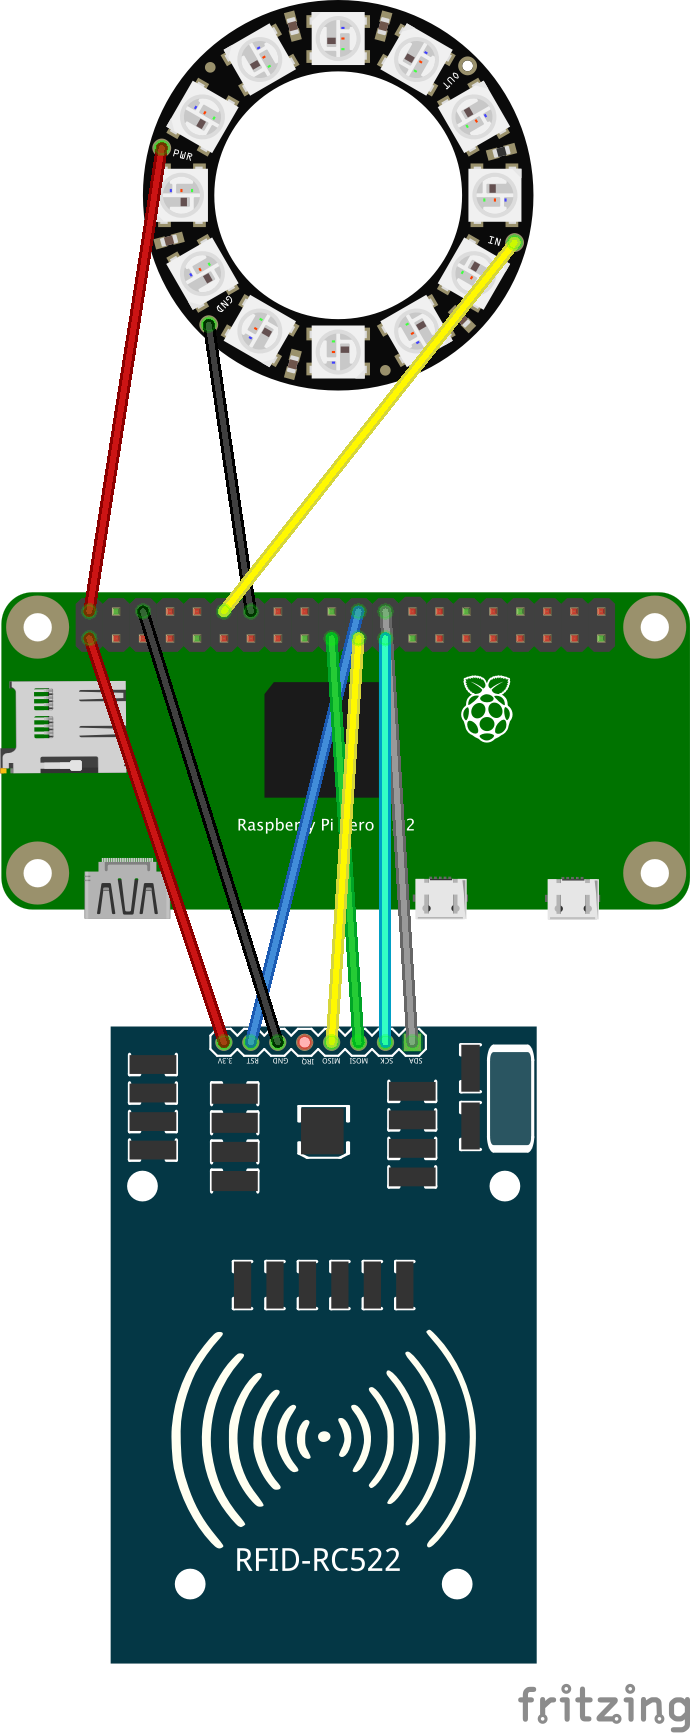 OUT
PWR
IN
GND
Raspberry Pi Zero
2
3.3V
RST
GND
IRQ
MISO
MOSI
SCK
SDA
RFID-RC522
fritzing